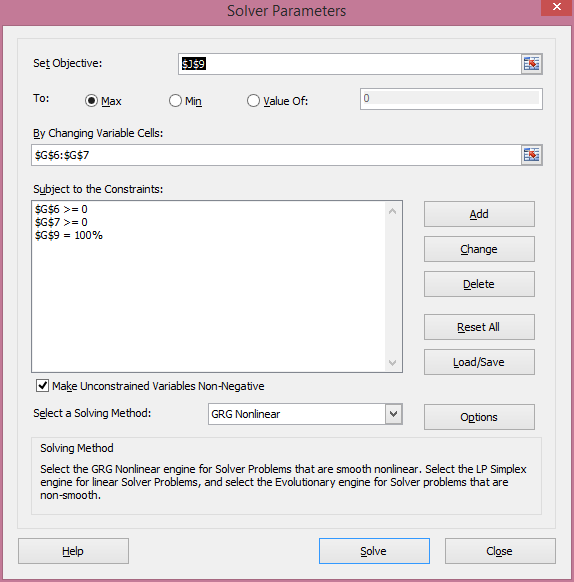 Solver Parameters
Set Objective: $J$9
To: Max Min Value Of: 0
By Changing Variable Cells:
$G$6:$G$7
Subject to the Constraints:
$G$6 >= 0
$G$7 >= 0
$G$9 = 100%
Add
Change
Delete
Reset All
Load/Save
Make Unconstrained Variables Non-Negative
Select a Solving Method: GRG Nonlinear Options
Solving Method
Select the GRG Nonlinear engine for Solver Problems that are smooth nonlinear. Select the LP Simplex
engine for linear Solver Problems, and select the Evolutionary engine for Solver problems that are
non-smooth.
Help Solve Close